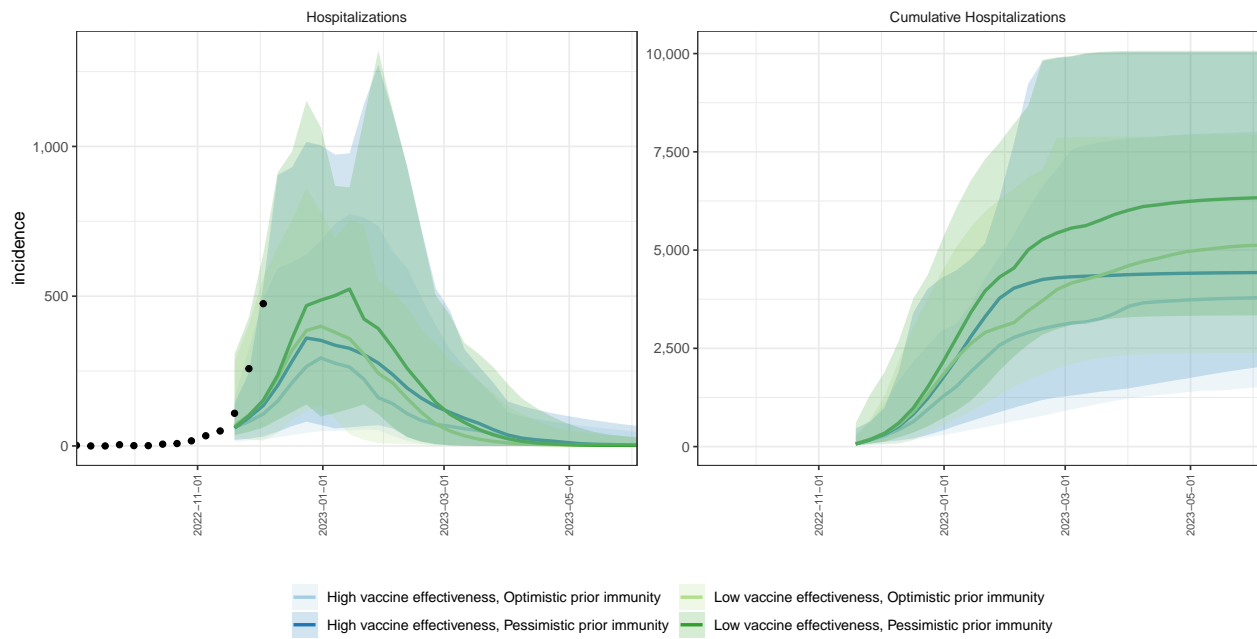 Hospitalizations
Cumulative Hospitalizations
incidence
1,000
500
0
10,000
7,500
5,000
2,500
0
2022−11−01
2023−01−01
2023−03−01
2023−05−01
2022−11−01
2023−01−01
2023−03−01
2023−05−01
High vaccine effectiveness, Optimistic prior immunity
Low vaccine effectiveness, Optimistic prior immunity
High vaccine effectiveness, Pessimistic prior immunity
Low vaccine effectiveness, Pessimistic prior immunity